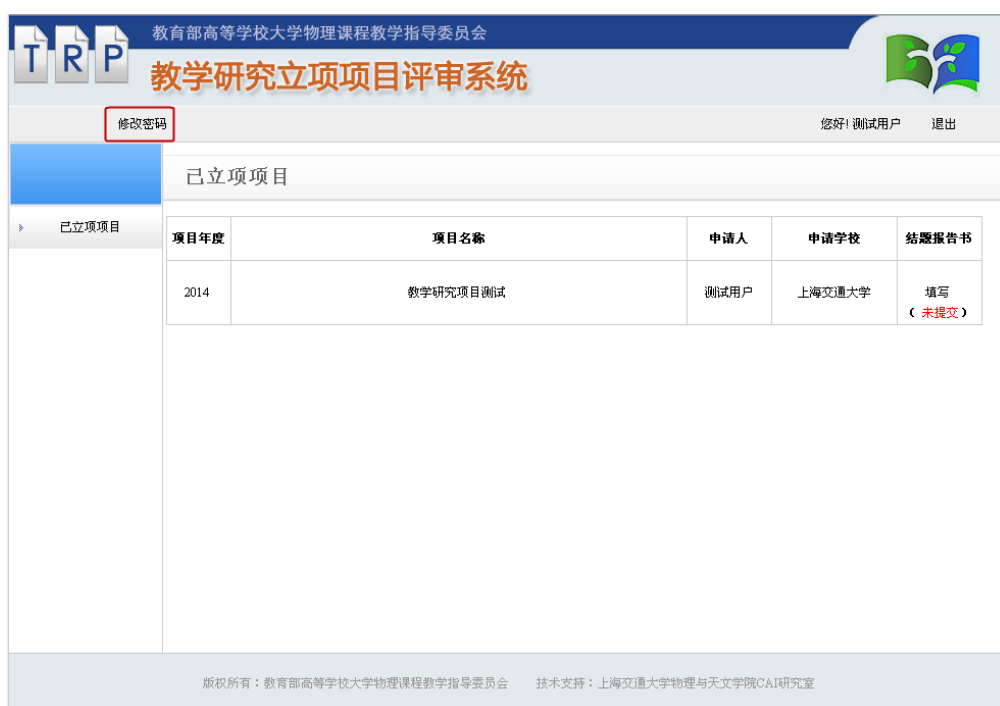 TRP
教育部高等学校大学物理课程教学指导委员会
教学研究立项项目评审系统
修改密码 您好! 测试用户 退出
已立项项目
已立项项目
项目年度 项目名称 申请人 申请学校 结题报告书
2014 教学研究项目测试 测试用户 上海交通大学 填写
( 未提交 )
版权所有：教育部高等学校大学物理课程教学指导委员会 技术支持：上海交通大学物理与天文学院CAI研究室